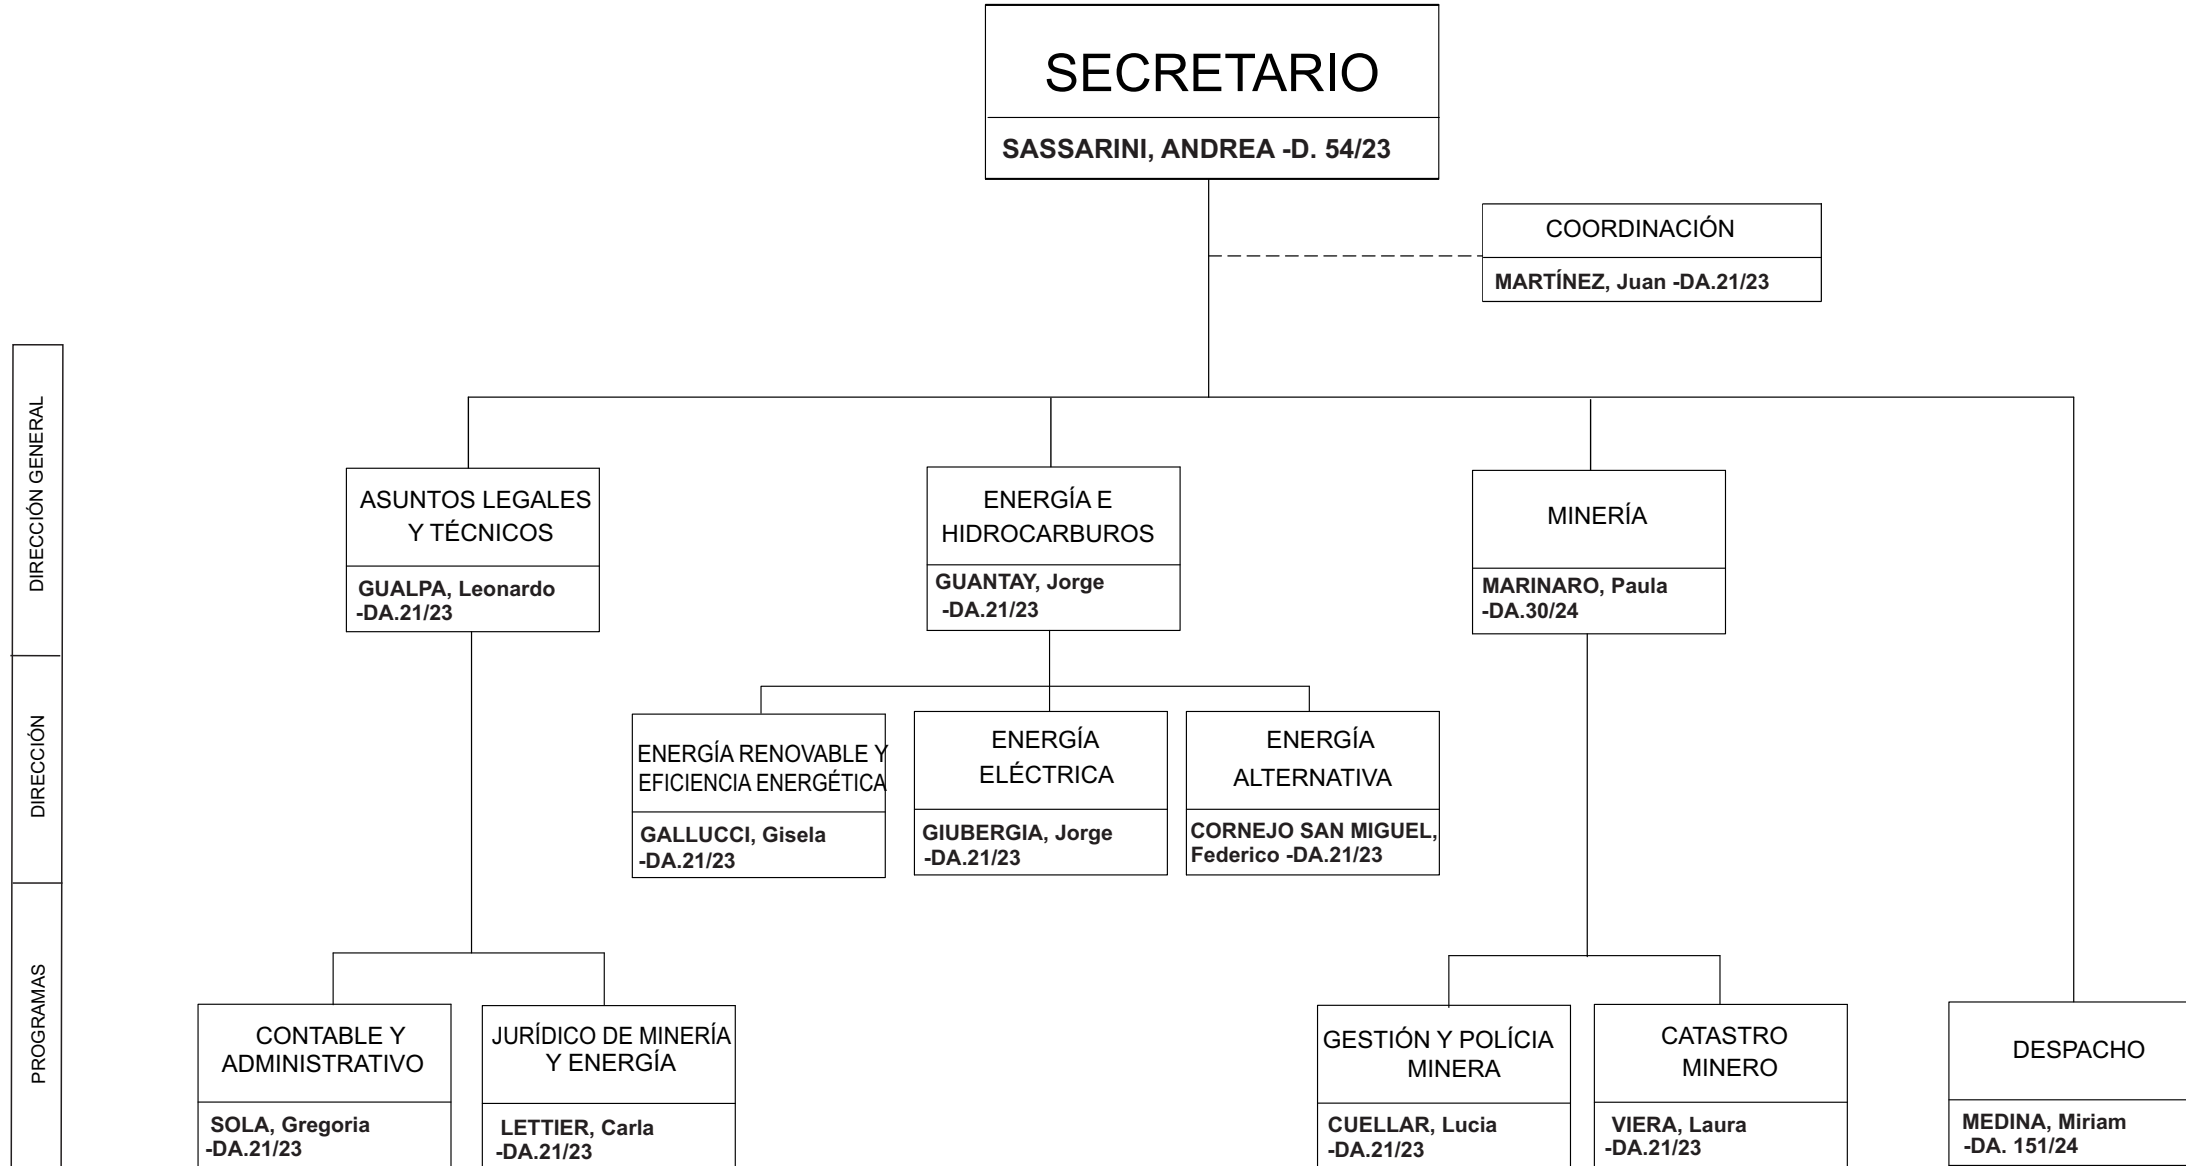 SECRETARIO
SASSARINI, ANDREA -D. 54/23
COORDINACIÓN
MARTÍNEZ, Juan -DA.21/23
DIRECCIÓN GENERAL
ASUNTOS LEGALES
Y TÉCNICOS
GUALPA, Leonardo
-DA.21/23
ENERGÍA E
HIDROCARBUROS
GUANTAY, Jorge
-DA.21/23
MINERÍA
MARINARO, Paula
-DA.30/24
DIRECCIÓN
ENERGÍA RENOVABLE Y
EFICIENCIA ENERGÉTICA
GALLUCCI, Gisela
-DA.21/23
ENERGÍA
ELÉCTRICA
GIUBERGIA, Jorge
-DA.21/23
ENERGÍA
ALTERNATIVA
CORNEJO SAN MIGUEL,
Federico -DA.21/23
PROGRAMAS
CONTABLE Y
ADMINISTRATIVO
SOLA, Gregoria
-DA.21/23
JURÍDICO DE MINERÍA
Y ENERGÍA
LETTIER, Carla
-DA.21/23
GESTIÓN Y POLÍCIA
MINERA
CUELLAR, Lucia
-DA.21/23
CATASTRO
MINERO
VIERA, Laura
-DA.21/23
DESPACHO
MEDINA, Miriam
-DA. 151/24